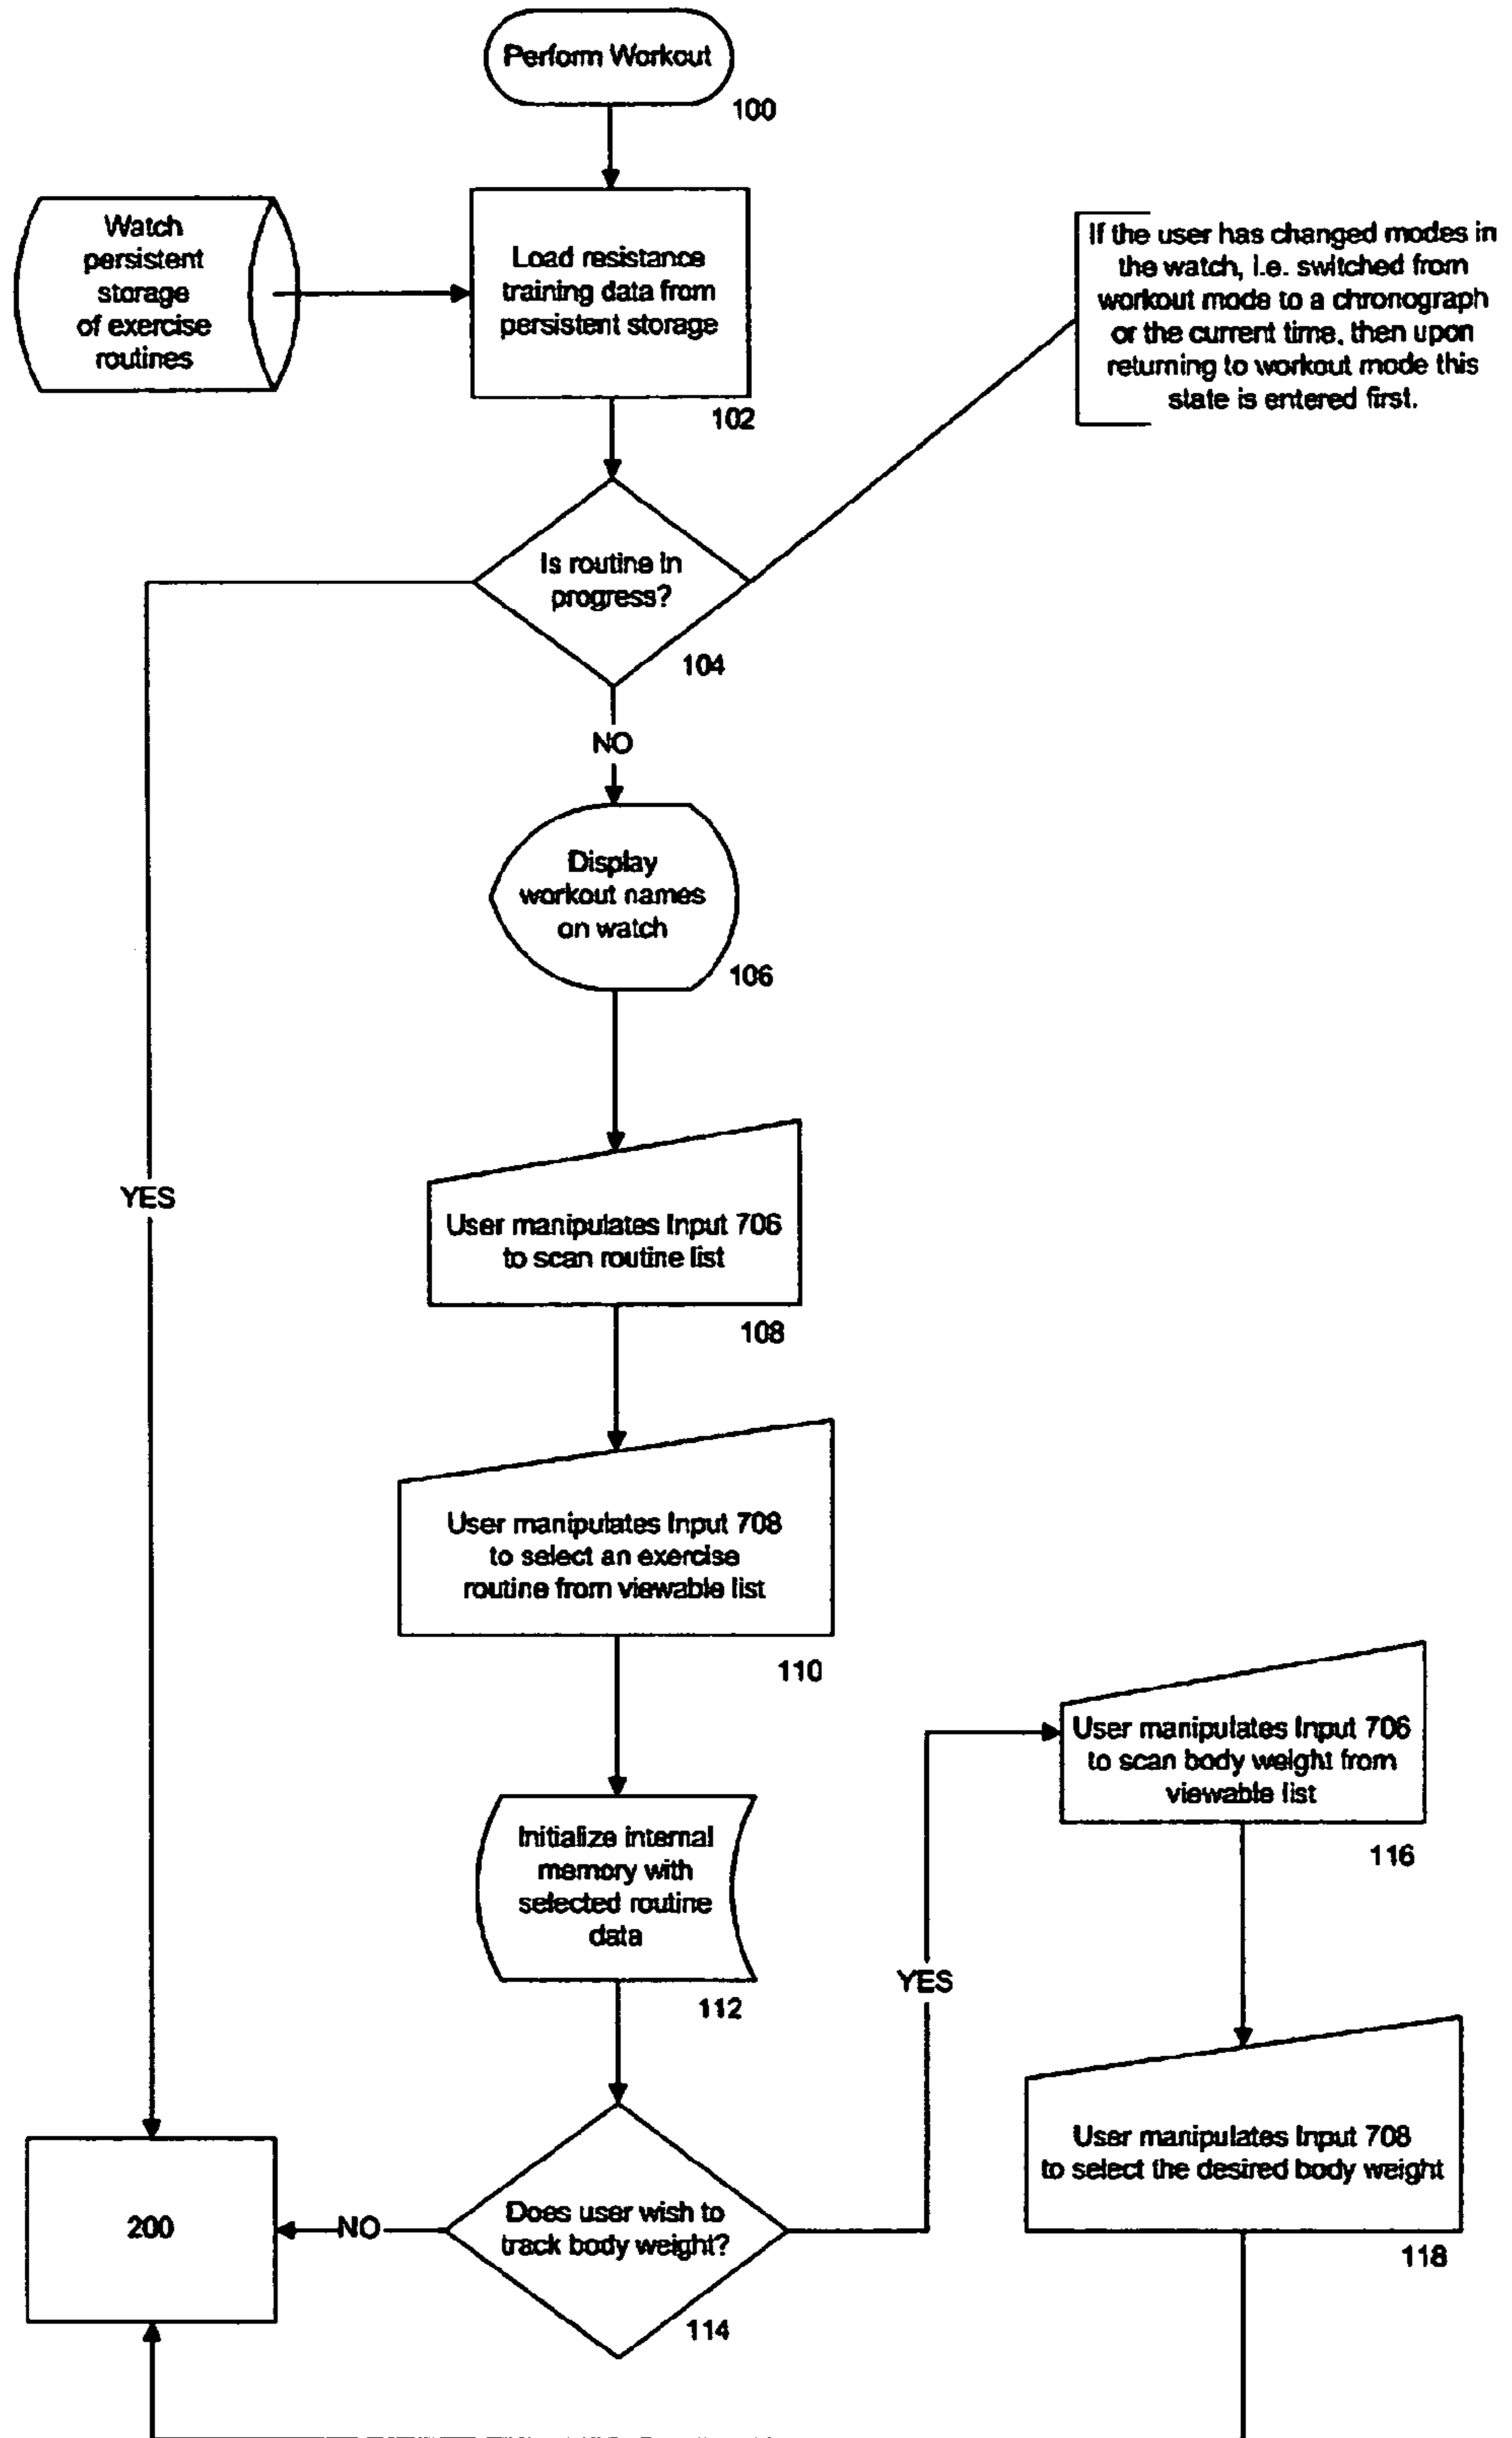 Perform Workout
100
Watch
persistent
storage
of exercise
routines
Load resistance
training data from
persistent storage
102
If the user has changed modes in
the watch, i.e. switched from
workout mode to a chronograph
or the current time, then upon
returning to workout mode this
state is entered first.
Is routine in
progress?
104
NO
Display
workout names
on watch
106
YES
User manipulates Input 706
to scan routine list
108
User manipulates Input 708
to select an exercise
routine from viewable list
110
User manipulates Input 706
to scan body weight from
viewable list
116
Initialize internal
memory with
selected routine
data
112
YES
User manipulates Input 708
to select the desired body weight
118
200
NO
Does user wish to
track body weight?
114